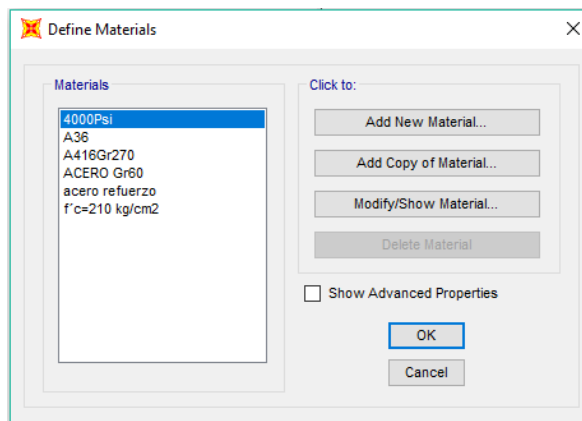 Define Materials
Materials
4000Psi
A36
A416Gr270
ACERO Gr60
acero refuerzo
f´c=210 kg/cm2
Click to:
Add New Material...
Add Copy of Material...
Modify/Show Material...
Delete Material
Show Advanced Properties
OK
Cancel